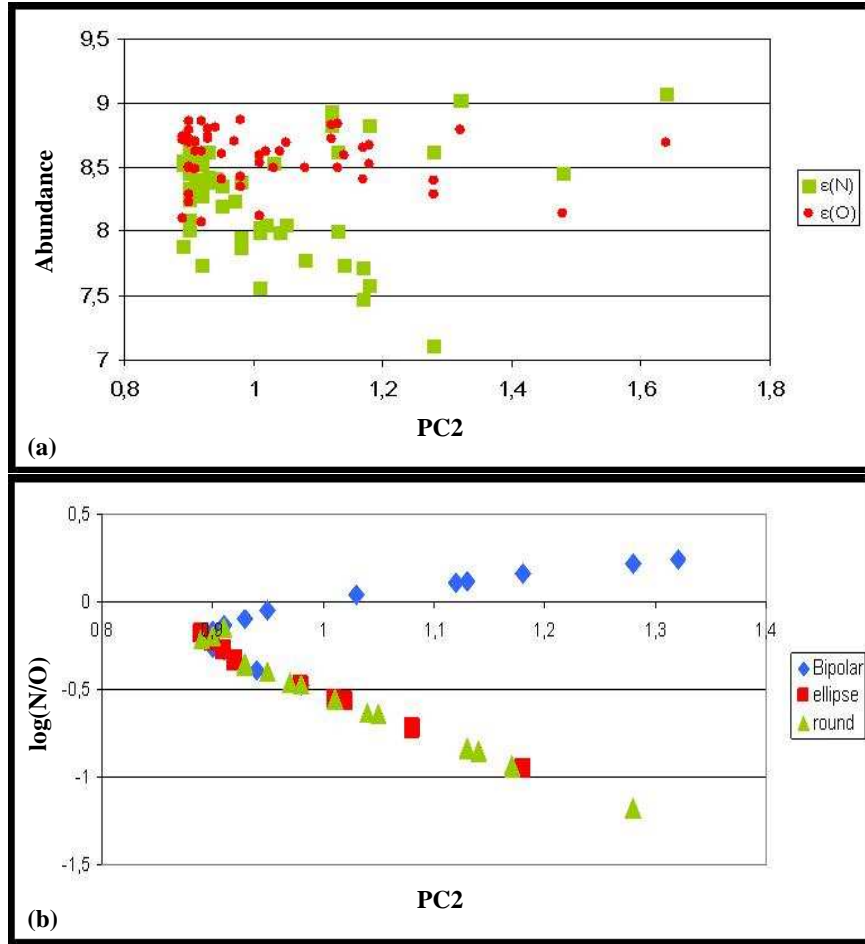 9,5
9
8,5
8
7,5
7
0,8
1
1,2
1,4
1,6
1,8
Abundance
PC2
ε(N)
ε(O)
(a)
0,5
0
-0,5
-1
-1,5
0,8
0,9
1
1,1
1,2
1,3
1,4
log(N/O)
PC2
Bipolar
ellipse
round
(b)